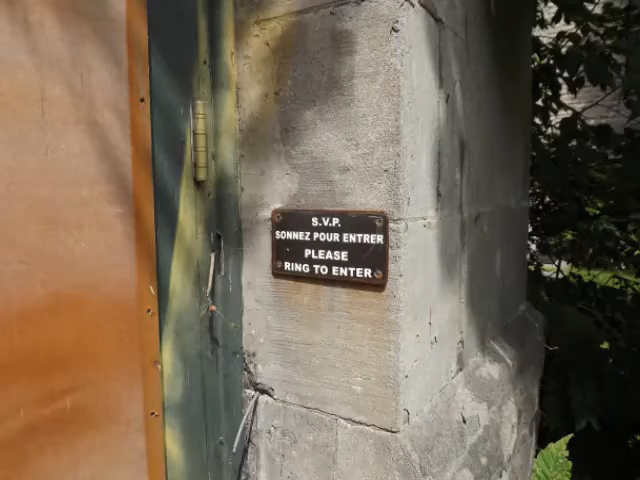 S.V.P.
SONNEZ POUR ENTRER
PLEASE
RING TO ENTER